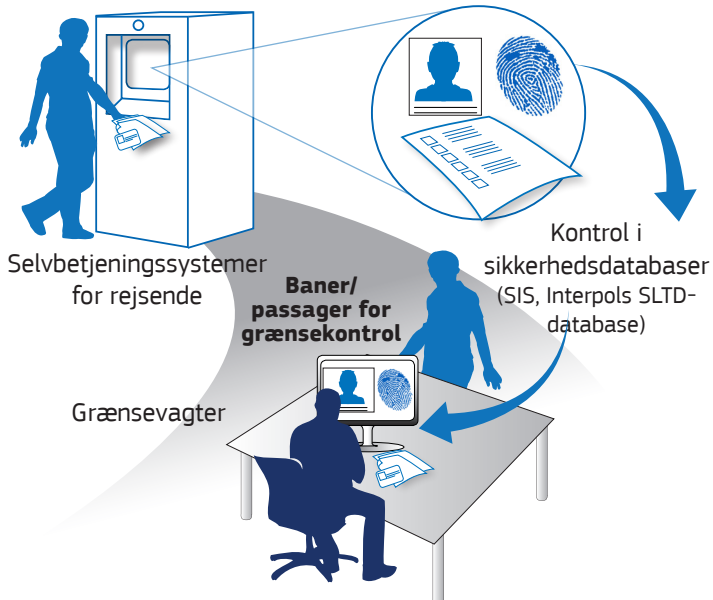 Selvbetjeningssystemer
for rejsende
Kontrol i
sikkerhedsdatabaser
(SIS, Interpols SLTD-
database)
Baner/
passager for
grænsekontrol
Grænsevagter